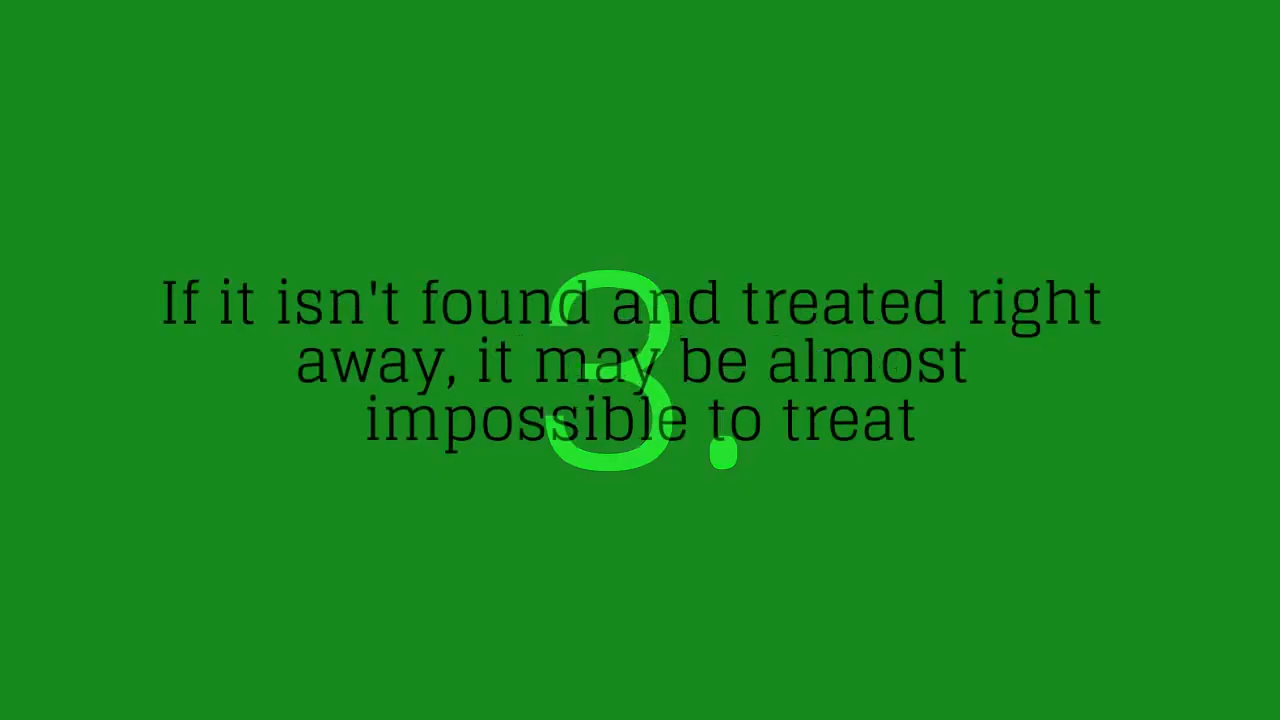 3.
If it isn't found and treated right
away, it may be almost
impossible to treat